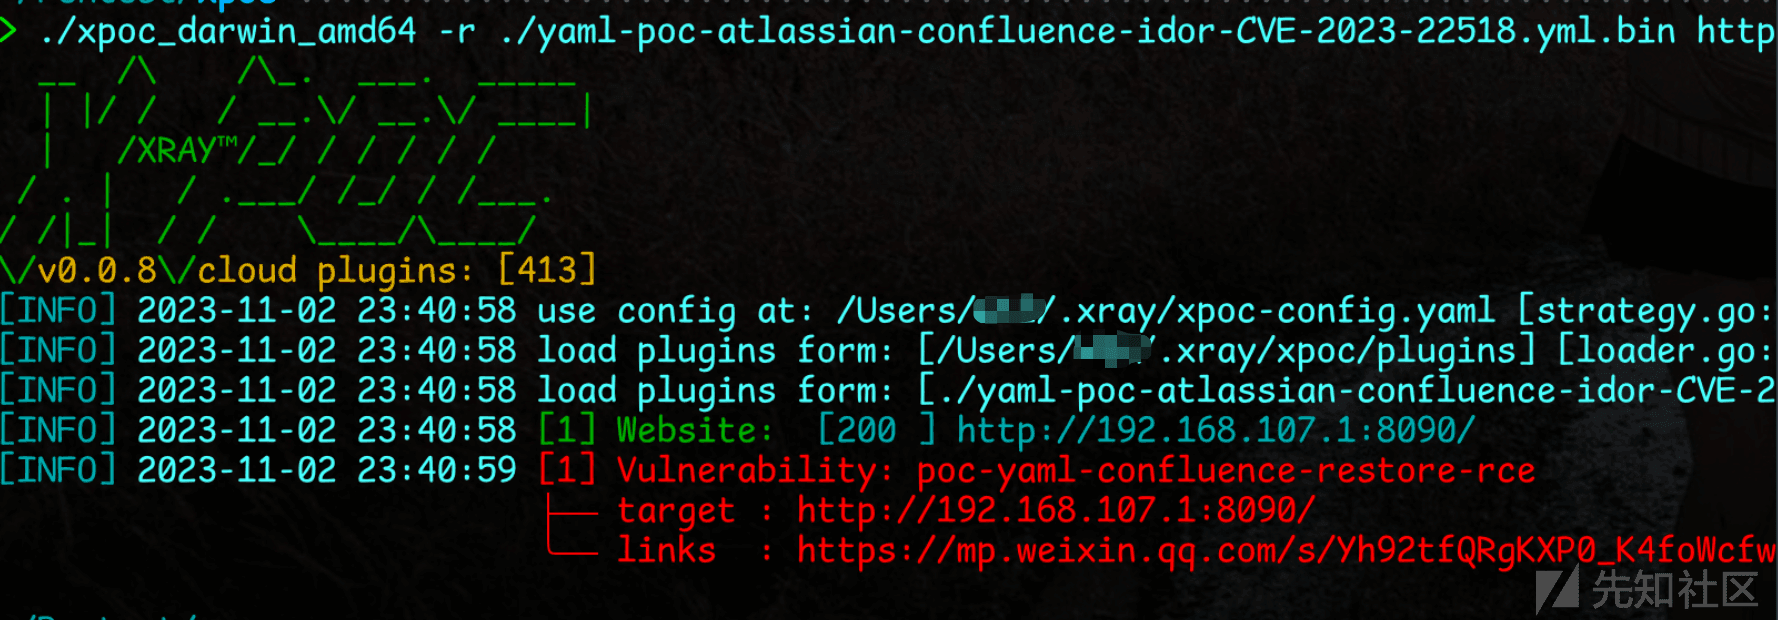 > ./xpoc_darwin_amd64 -r ./yaml-poc-atlassian-confluence-idor-CVE-2023-22518.yml.bin http
/XRAY™/
v0.0.8\/cloud plugins: [413]
[INFO] 2023-11-02 23:40:58 use config at: /Users/ /.xray/xpoc-config.yaml [strategy.go:
[INFO] 2023-11-02 23:40:58 load plugins form: [/Users/ .xray/xpoc/plugins] [loader.go:
[INFO] 2023-11-02 23:40:58 load plugins form: [./yaml-poc-atlassian-confluence-idor-CVE-2
[INFO] 2023-11-02 23:40:58 [1] Website: [200 ] http://192.168.107.1:8090/
[INFO] 2023-11-02 23:40:59 [1] Vulnerability: poc-yaml-confluence-restore-rce
target : http://192.168.107.1:8090/
links : https://mp.weixin.qq.com/s/Yh92tfQRgKXP0_K4foWcfw
先知社区